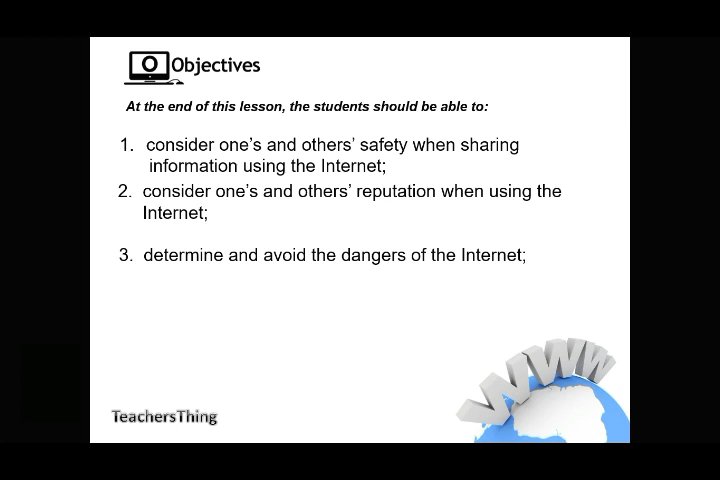 Objectives
At the end of this lesson, the students should be able to:
1. consider one's and others' safety when sharing
information using the Internet;
2. consider one's and others' reputation when using the
Internet;
3. determine and avoid the dangers of the Internet;
WWW
TeachersThing